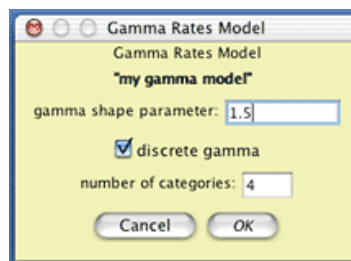 Gamma Rates Model
Gamma Rates Model
"my gamma model"
gamma shape parameter: 1.5
discrete gamma
number of categories: 4
Cancel OK